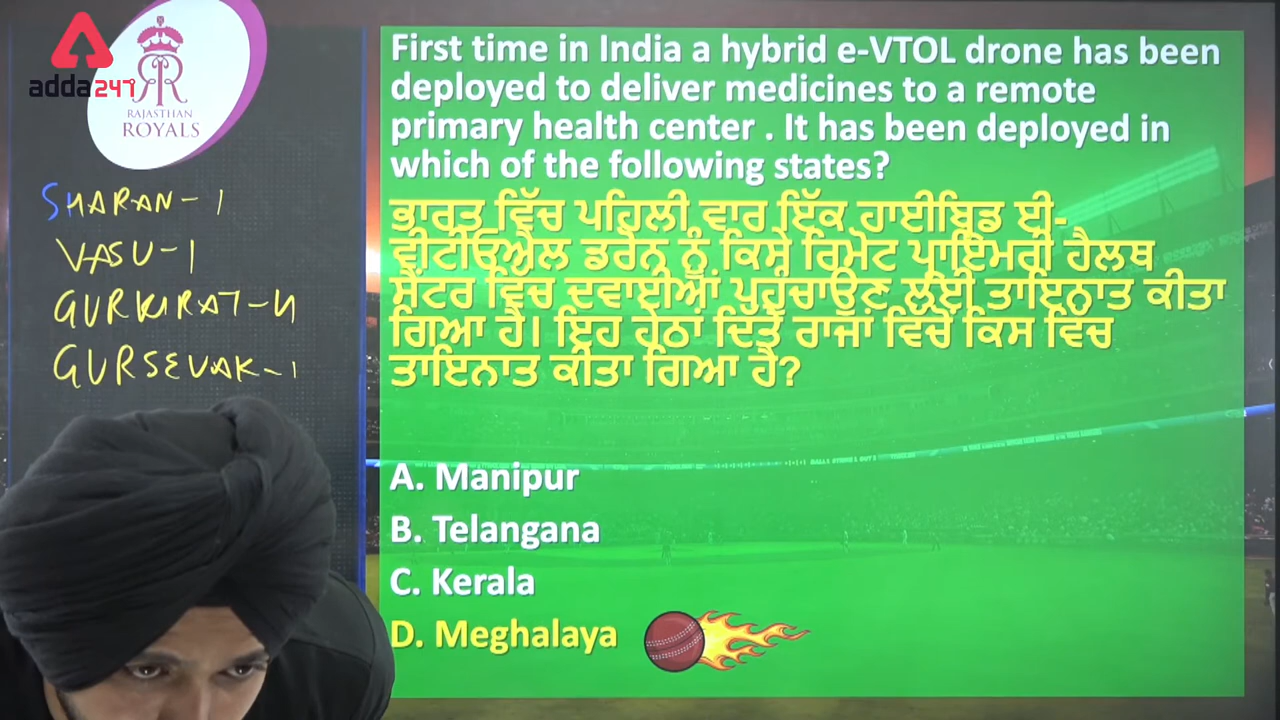 adda247
RAJASTHAN
ROYALS
SHARAN-1
VASU-1
GURKIRAT-4
GURSEVAK-1
First time in India a hybrid e-VTOL drone has been
deployed to deliver medicines to a remote
primary health center . It has been deployed in
which of the following states?
ਭਾਰਤ ਵਿੱਚ ਪਹਿਲੀ ਵਾਰ ਇੱਕ ਹਾਈਬ੍ਰਿਡ ਈ-
ਵੀਟੀਓਐਲ ਡਰੋਨ ਨੂੰ ਕਿਸੇ ਰਿਮੋਟ ਪ੍ਰਾਇਮਰੀ ਹੈਲਥ
ਸੈਂਟਰ ਵਿੱਚ ਦਵਾਈਆਂ ਪਹੁੰਚਾਉਣ ਲਈ ਤਾਇਨਾਤ ਕੀਤਾ
ਗਿਆ ਹੈ। ਇਹ ਹੇਠਾਂ ਦਿੱਤੇ ਰਾਜਾਂ ਵਿੱਚੋਂ ਕਿਸ ਵਿੱਚ
ਤਾਇਨਾਤ ਕੀਤਾ ਗਿਆ ਹੈ?
A. Manipur
B. Telangana
C. Kerala
D. Meghalaya